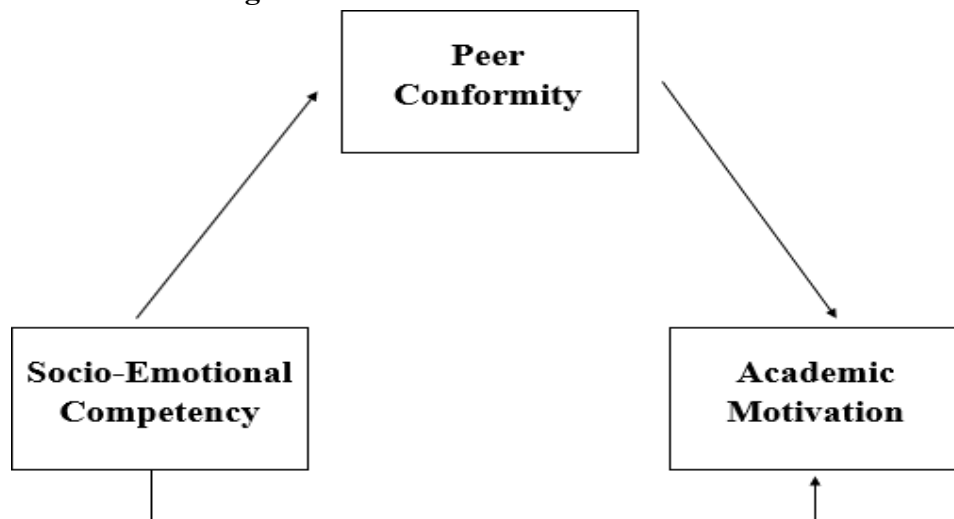 Peer
Conformity
Socio-Emotional
Competency
Academic
Motivation